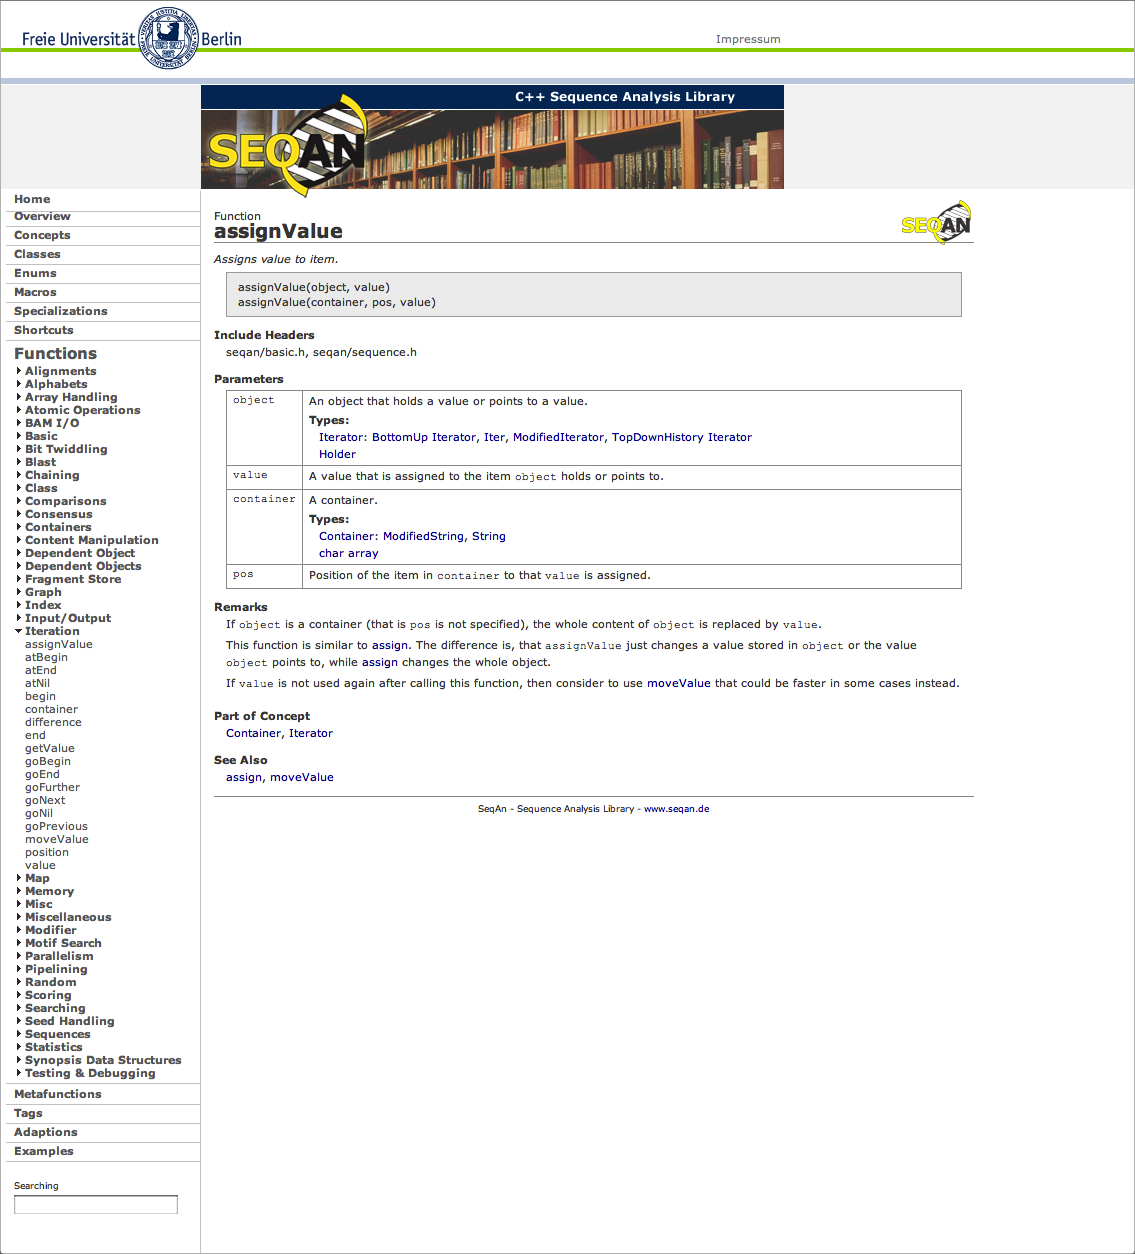 Freie Universität Berlin
Impressum
C++ Sequence Analysis Library
SEQAN
Home
Overview
Concepts
Classes
Enums
Macros
Specializations
Shortcuts
Functions
Alignments
Alphabets
Array Handling
Atomic Operations
BAM I/O
Basic
Bit Twiddling
Blast
Chaining
Class
Comparisons
Consensus
Containers
Content Manipulation
Dependent Object
Dependent Objects
Fragment Store
Graph
Index
Input/Output
Iteration
assignValue
atBegin
atEnd
atNil
begin
container
difference
end
getValue
goBegin
goEnd
goFurther
goNext
goNil
goPrevious
moveValue
position
value
Map
Memory
Misc
Miscellaneous
Modifier
Motif Search
Parallelism
Pipelining
Random
Scoring
Searching
Seed Handling
Sequences
Statistics
Synopsis Data Structures
Testing & Debugging
Metafunctions
Tags
Adaptions
Examples
Searching
Function
assignValue
SEQAN
Assigns value to item.
assignValue(object, value)
assignValue(container, pos, value)
Include Headers
seqan/basic.h, seqan/sequence.h
Parameters
object An object that holds a value or points to a value.
Types:
Iterator: BottomUp Iterator, Iter, ModifiedIterator, TopDownHistory Iterator
Holder
value A value that is assigned to the item object holds or points to.
container A container.
Types:
Container: ModifiedString, String
char array
pos Position of the item in container to that value is assigned.
Remarks
If object is a container (that is pos is not specified), the whole content of object is replaced by value.
This function is similar to assign. The difference is, that assignValue just changes a value stored in object or the value
object points to, while assign changes the whole object.
If value is not used again after calling this function, then consider to use moveValue that could be faster in some cases instead.
Part of Concept
Container, Iterator
See Also
assign, moveValue
SeqAn - Sequence Analysis Library - www.seqan.de